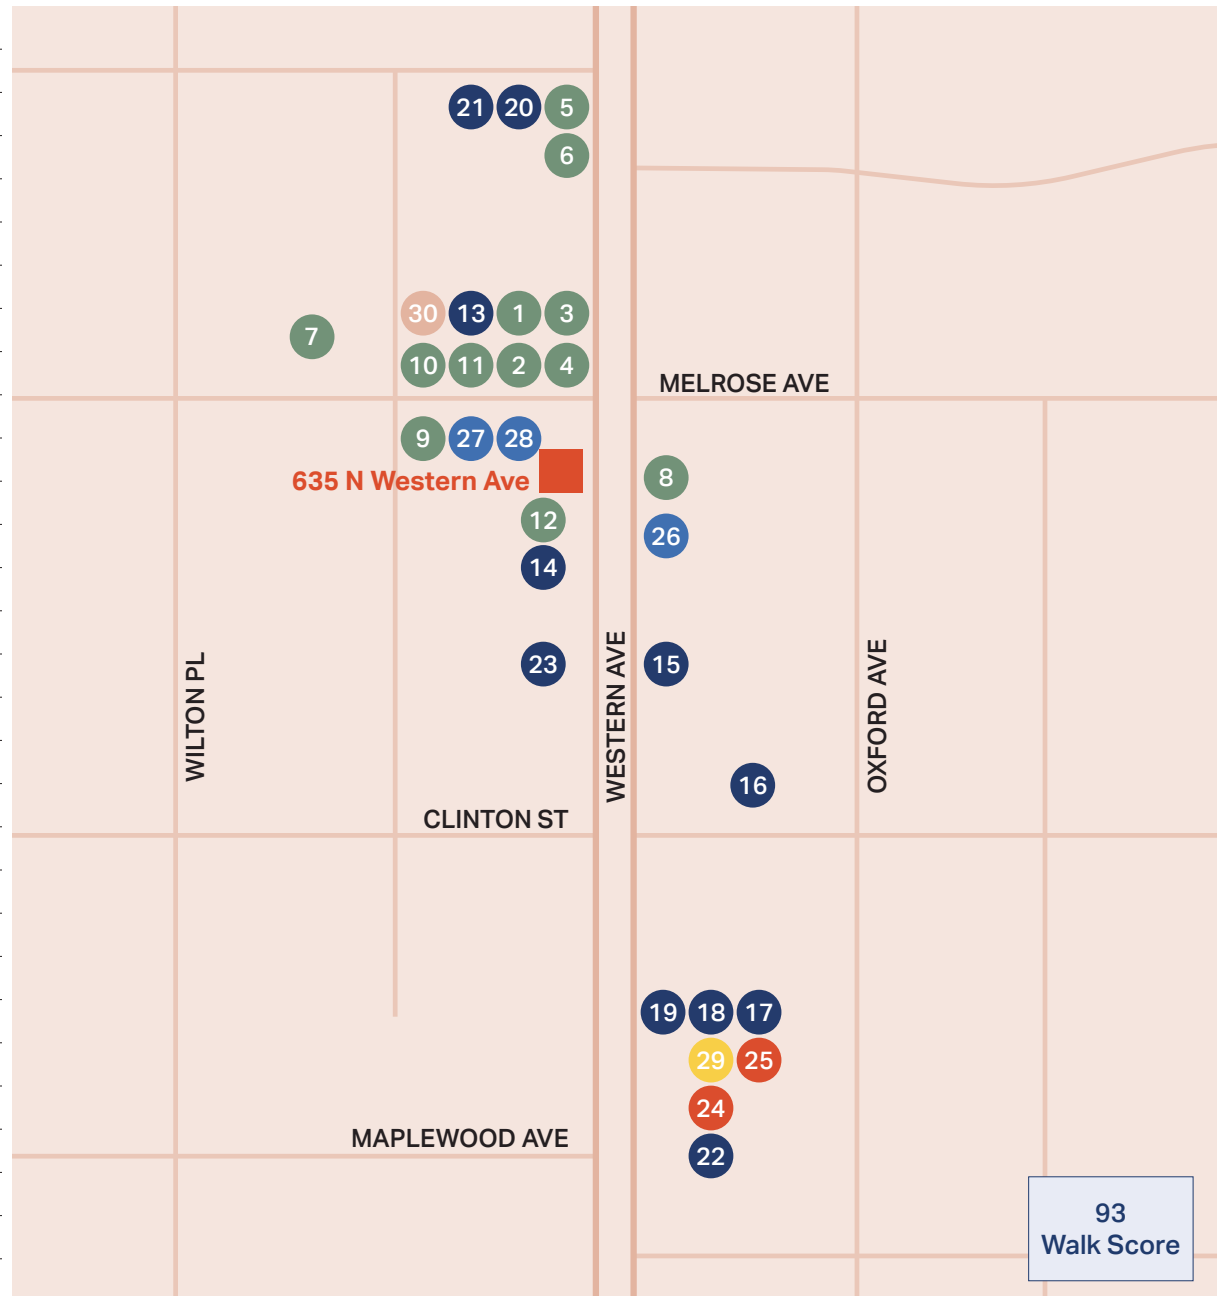 21 20 5
6
30 13 1 3
7
10 11 2 4
MELROSE AVE
9 27 28
635 N Western Ave
8
12
26
14
23
15
WILTON PL
WESTERN AVE
OXFORD AVE
16
CLINTON ST
19 18 17
29 25
24
MAPLEWOOD AVE
22
93
Walk Score